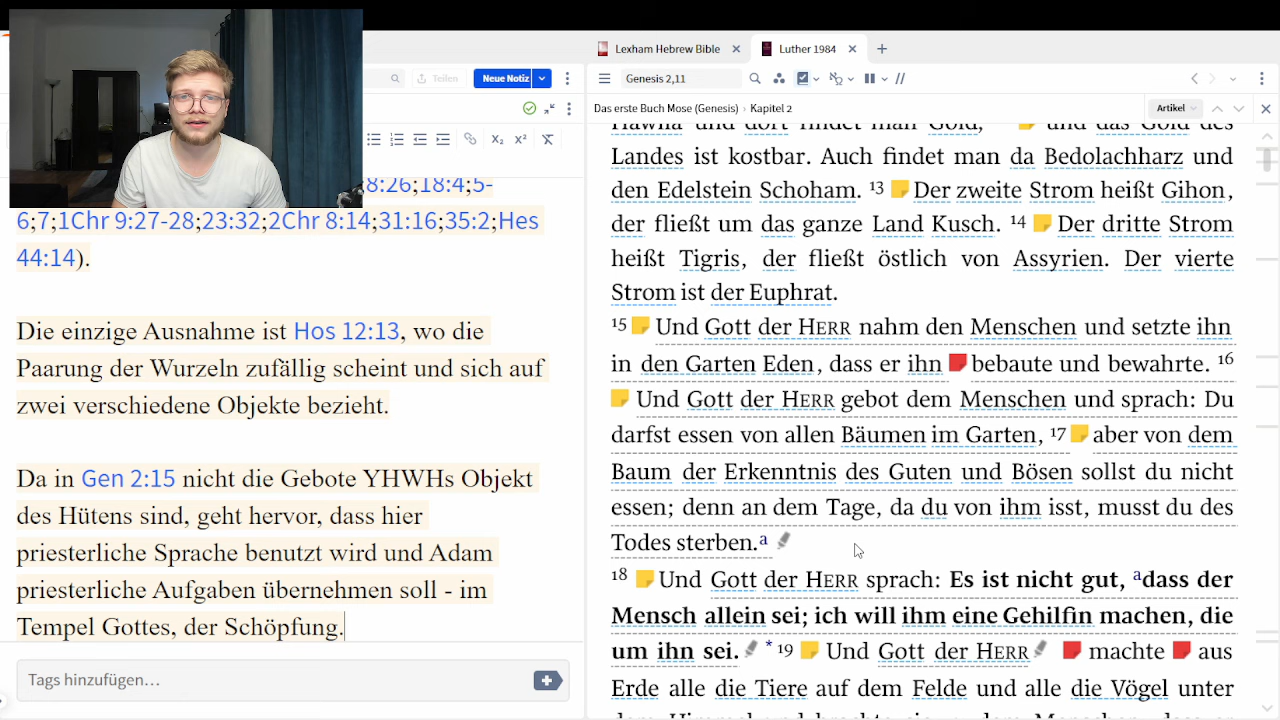 Lexham Hebrew Bible
Luther 1984
Teilen
Neue Notiz
Genesis 2,11
Das erste Buch Mose (Genesis) › Kapitel 2
Artikel
8:26;18:4;5-
6;7;1Chr 9:27-28;23:32;2Chr 8:14;31:16;35:2;Hes
44:14).
Die einzige Ausnahme ist Hos 12:13, wo die
Paarung der Wurzeln zufällig scheint und sich auf
zwei verschiedene Objekte bezieht.
Da in Gen 2:15 nicht die Gebote YHWHs Objekt
des Hütens sind, geht hervor, dass hier
priesterliche Sprache benutzt wird und Adam
priesterliche Aufgaben übernehmen soll - im
Tempel Gottes, der Schöpfung.
Tags hinzufügen…
Hawila und dort findet man Gold, und das Gold des
Landes ist kostbar. Auch findet man da Bedolachharz und
den Edelstein Schoham. 13 Der zweite Strom heißt Gihon,
der fließt um das ganze Land Kusch. 14 Der dritte Strom
heißt Tigris, der fließt östlich von Assyrien. Der vierte
Strom ist der Euphrat.
15 Und Gott der HERR nahm den Menschen und setzte ihn
in den Garten Eden, dass er ihn bebaute und bewahrte. 16
Und Gott der HERR gebot dem Menschen und sprach: Du
darfst essen von allen Bäumen im Garten, 17 aber von dem
Baum der Erkenntnis des Guten und Bösen sollst du nicht
essen; denn an dem Tage, da du von ihm isst, musst du des
Todes sterben.a
18 Und Gott der HERR sprach: Es ist nicht gut, adass der
Mensch allein sei; ich will ihm eine Gehilfin machen, die
um ihn sei. * 19 Und Gott der HERR machte aus
Erde alle die Tiere auf dem Felde und alle die Vögel unter